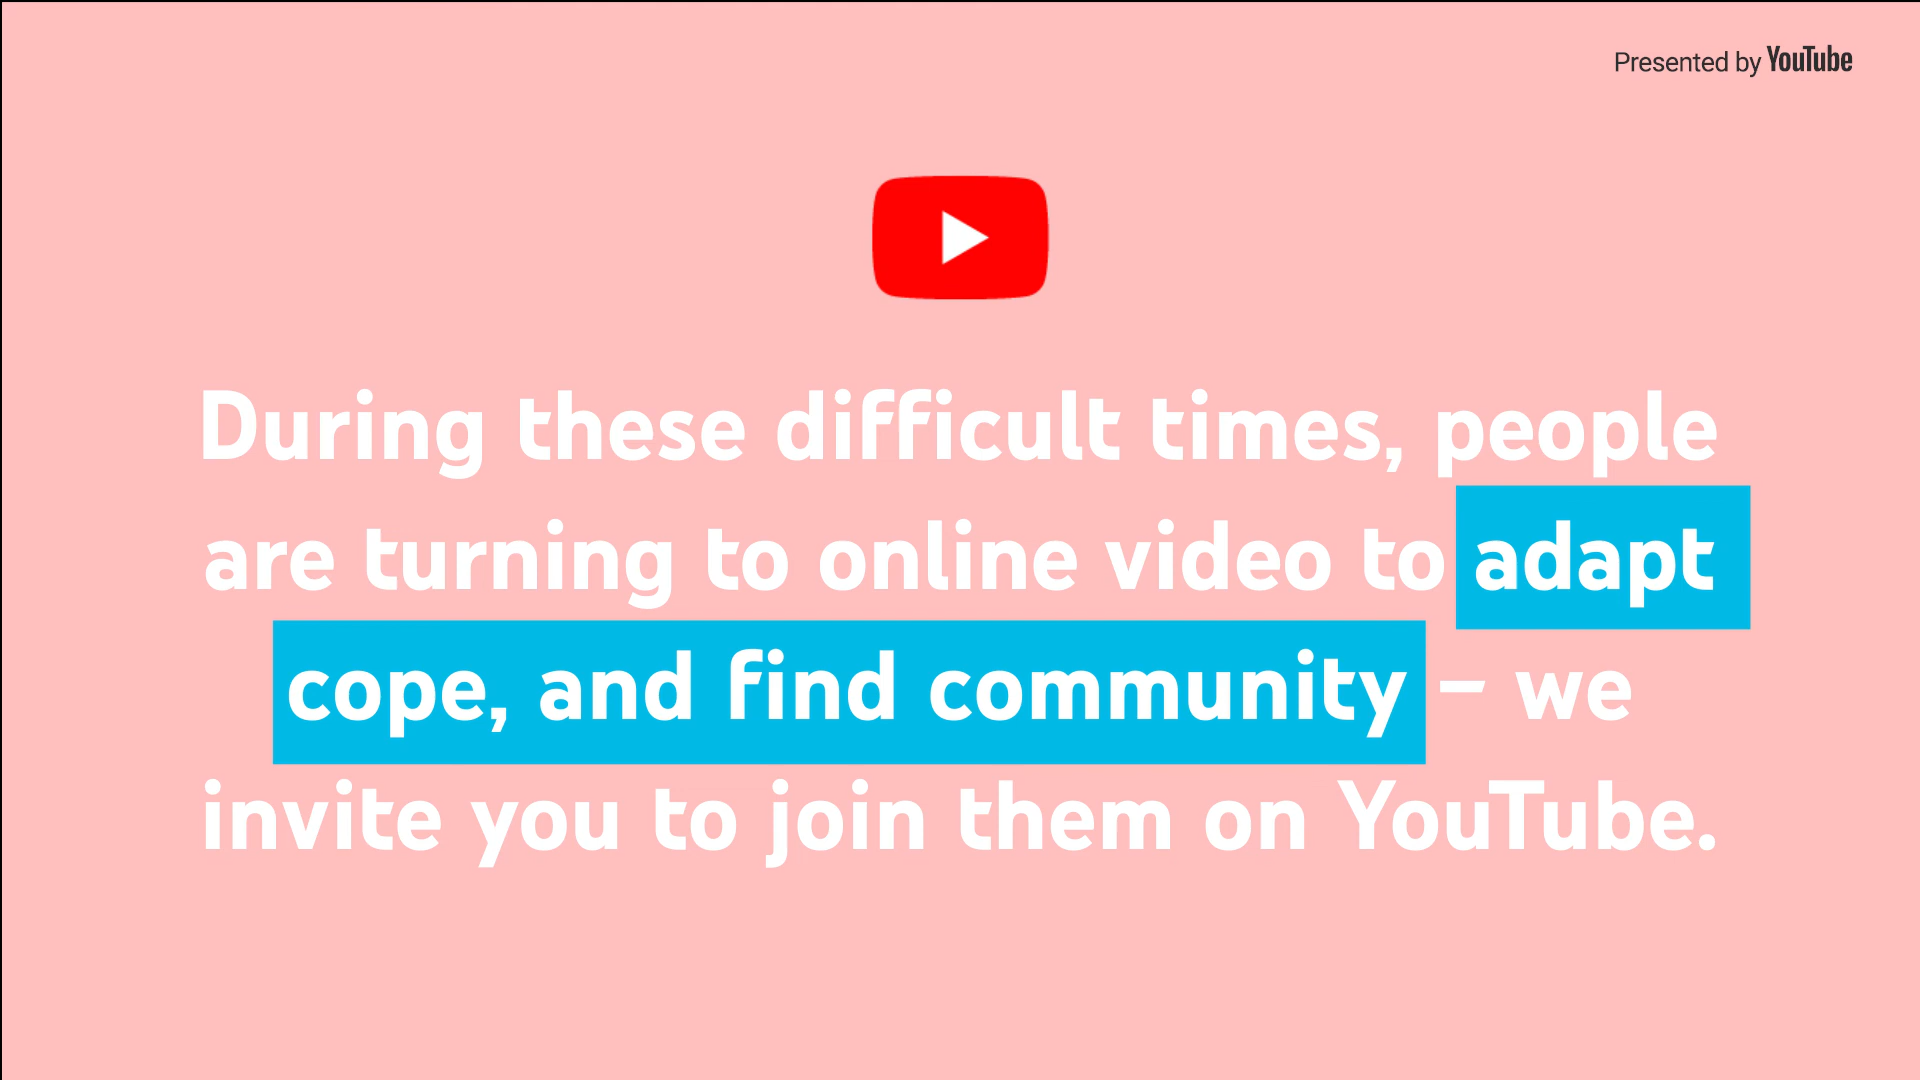 Presented by YouTube
During these difficult times, people
are turning to online video to adapt
cope, and find community – we
invite you to join them on YouTube.